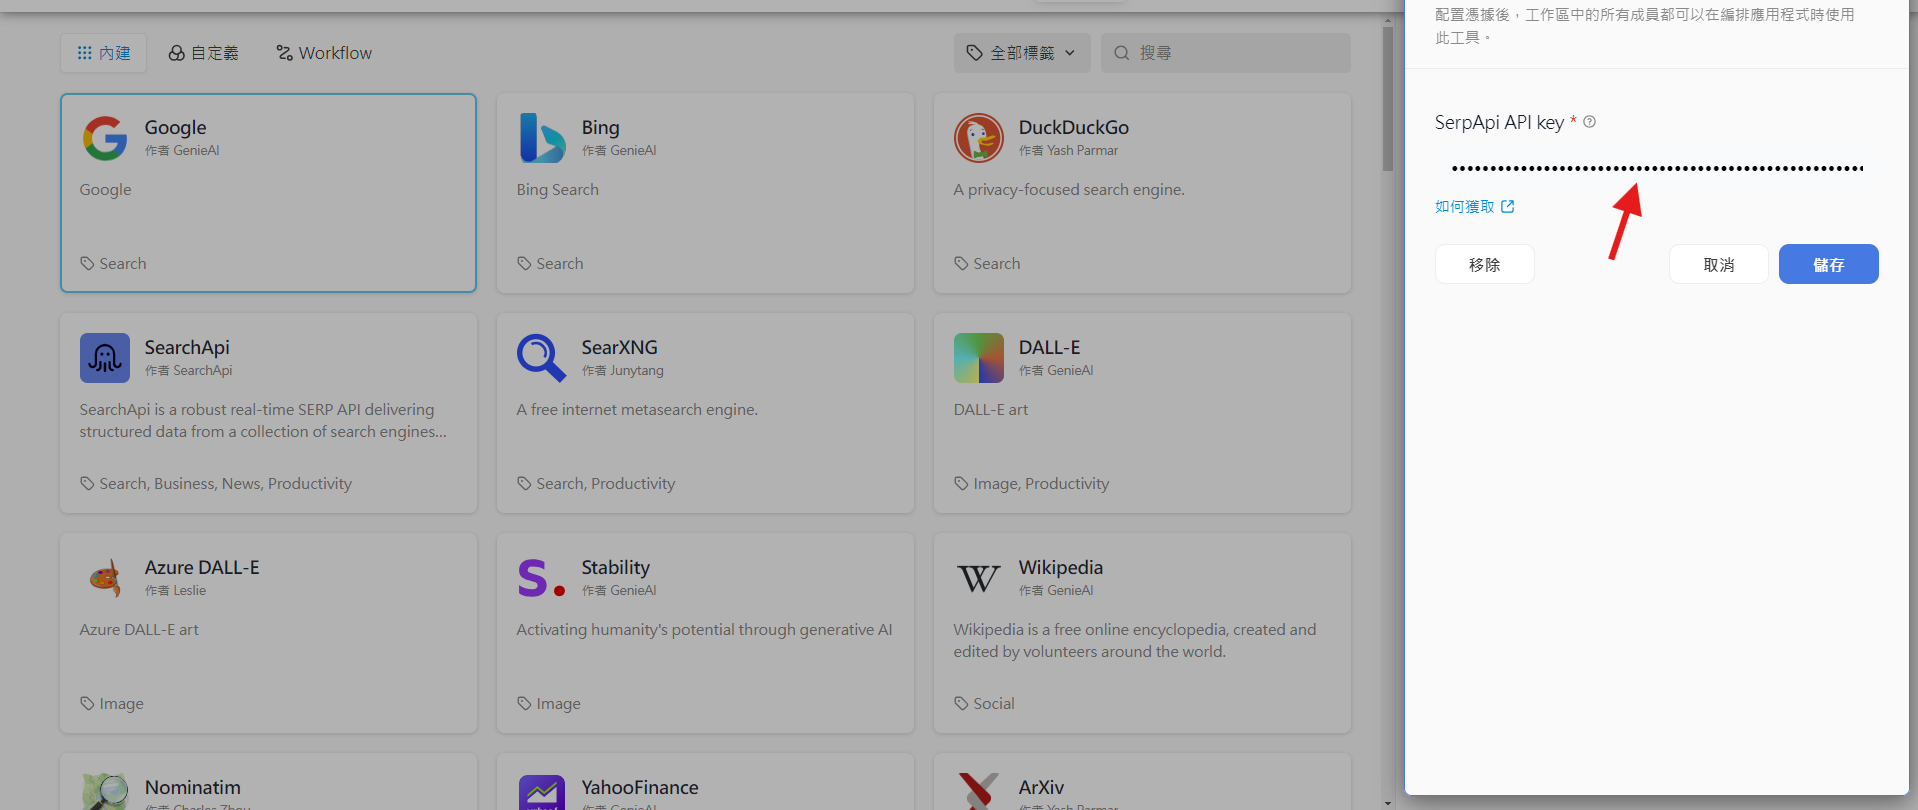 內建
自定義
Workflow
全部標籤
搜尋
Google
作者 GenieAI
Google
Search
Bing
作者 GenieAI
Bing Search
Search
DuckDuckGo
作者 Yash Parmar
A privacy-focused search engine.
Search
SearchApi
作者 SearchApi
SearchApi is a robust real-time SERP API delivering
structured data from a collection of search engines...
Search, Business, News, Productivity
SearXNG
作者 Junytang
A free internet metasearch engine.
Search, Productivity
DALL-E
作者 GenieAI
DALL-E art
Image, Productivity
Azure DALL-E
作者 Leslie
Azure DALL-E art
Image
Stability
作者 GenieAI
Activating humanity's potential through generative AI
Image
Wikipedia
作者 GenieAI
Wikipedia is a free online encyclopedia, created and
edited by volunteers around the world.
Social
Nominatim
作者 Charles Zhou
YahooFinance
作者 GenieAI
ArXiv
作者 Yash Parmar
配置憑據後，工作區中的所有成員都可以在編排應用程式時使用
此工具。
SerpApi API key *
如何獲取
移除
取消
儲存